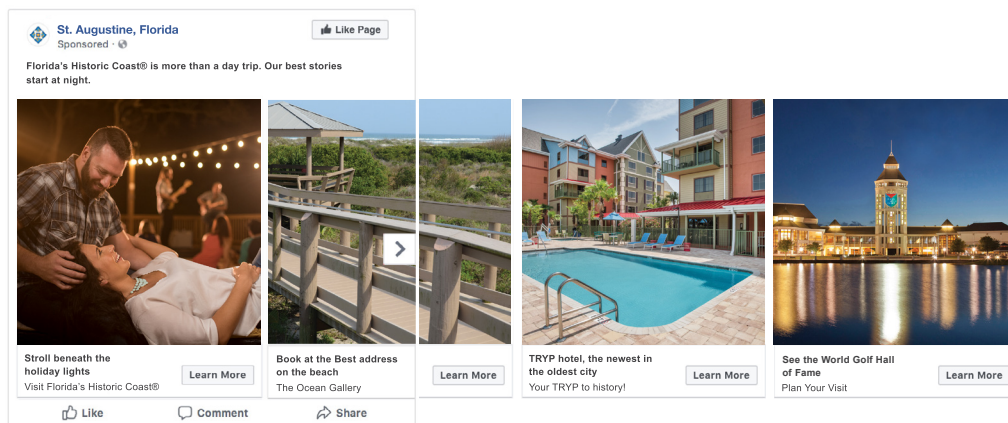 St. Augustine, Florida
Like Page
Sponsored ·
Florida's Historic Coast® is more than a day trip. Our best stories
start at night.
Stroll beneath the
holiday lights
Visit Florida's Historic Coast®
Learn More
Book at the Best address
on the beach
The Ocean Gallery
Learn More
TRYP hotel, the newest in
the oldest city
Your TRYP to history!
Learn More
See the World Golf Hall
of Fame
Plan Your Visit
Learn More
Like
Comment
Share